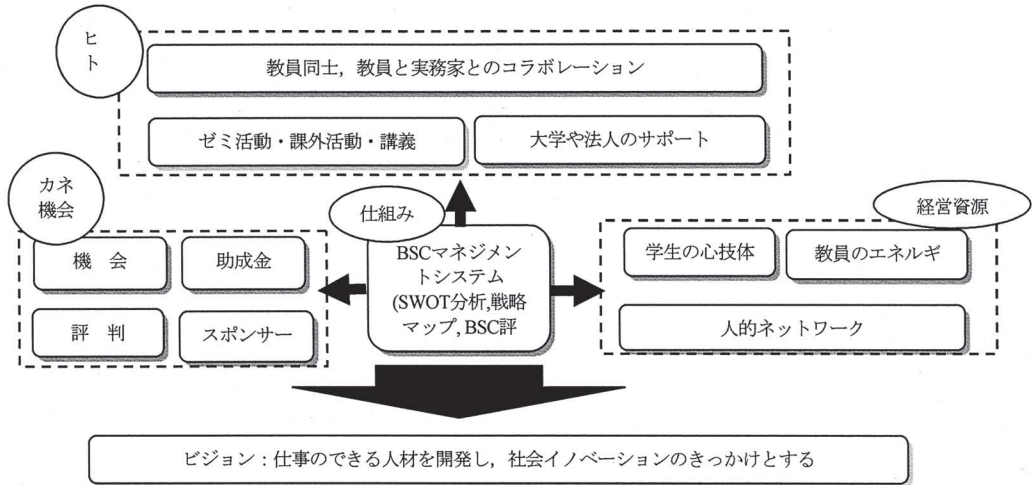 ヒ
ト
教員同士，教員と実務家とのコラボレーション
ゼミ活動・課外活動・講義
大学や法人のサポート
カネ
機会
仕組み
経営資源
機　会
助成金
評　判
スポンサー
BSCマネジメ
ントシステム
(SWOT分析,戦略
マップ, BSC評
学生の心技体
教員のエネルギ
人的ネットワーク
ビジョン：仕事のできる人材を開発し，社会イノベーションのきっかけとする